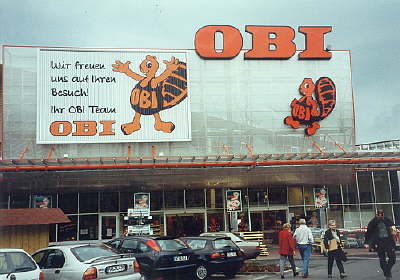 OBI
Wir freuen
uns auf Ihren
Besuch!
Ihr OBI Team
OBI
OBI
OBI